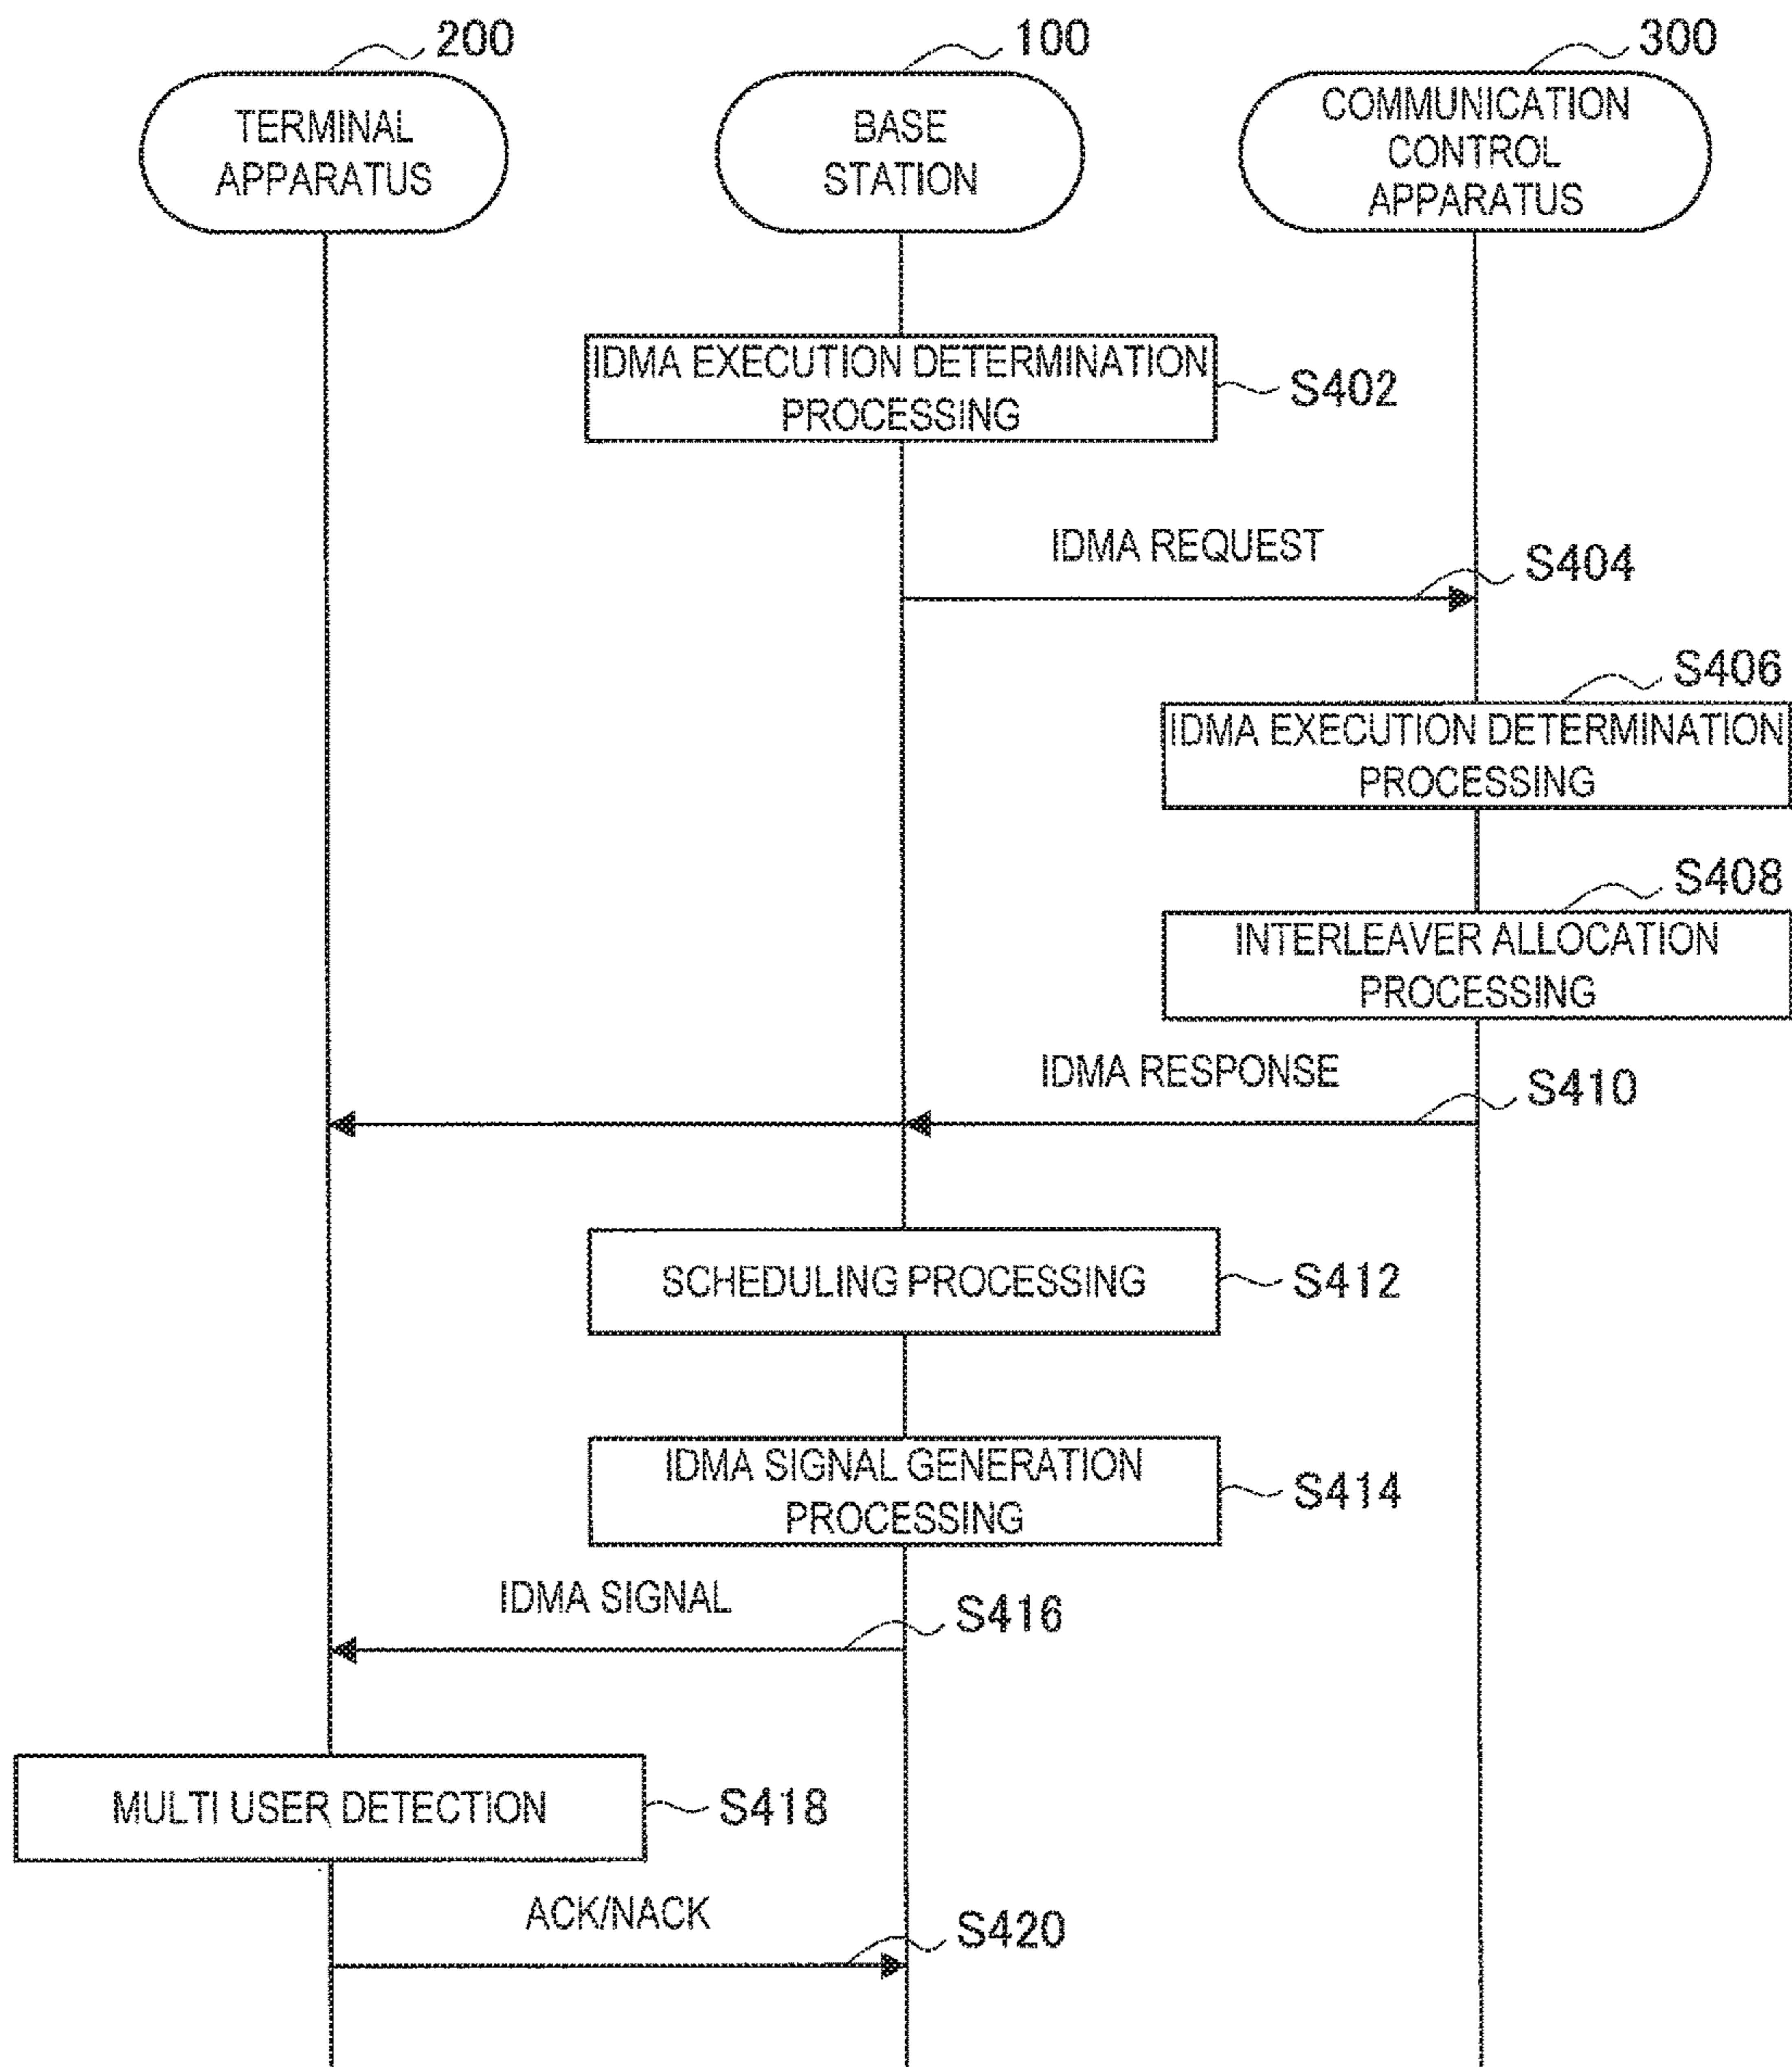 200
100
300
TERMINAL
APPARATUS
BASE
STATION
COMMUNICATION
CONTROL
APPARATUS
IDMA EXECUTION DETERMINATION
PROCESSING
S402
IDMA REQUEST
S404
S406
IDMA EXECUTION DETERMINATION
PROCESSING
S408
INTERLEAVER ALLOCATION
PROCESSING
IDMA RESPONSE
S410
SCHEDULING PROCESSING
S412
IDMA SIGNAL GENERATION
PROCESSING
S414
IDMA SIGNAL
S416
MULTI USER DETECTION
S418
ACK/NACK
S420